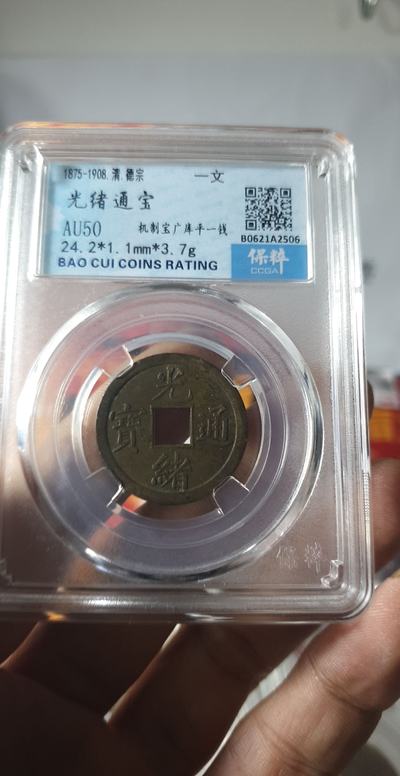 1875-1908.清 德宗 一文
光绪通宝
AU50 机制宝广库平一钱
24.2*1.1mm*3.7g B0621A2506
BAO CUI COINS RATING 保粹
CCGA
光
寶 通
緒
保粹